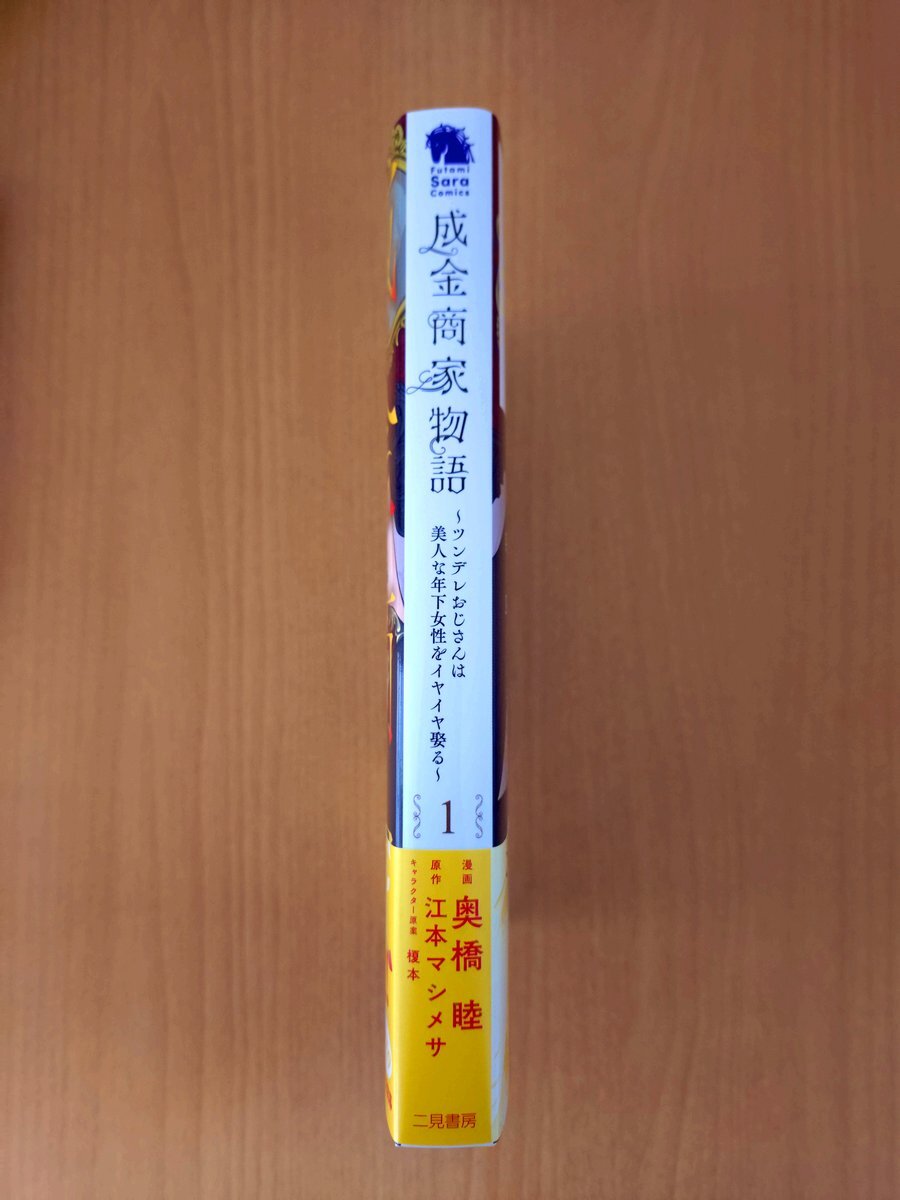 Futami
Sara
Comics
成金商家物語
～ツンデレおじさんは
美人な年下女性をイヤイヤ娶る～
1
漫画 奥橋 睦
原作 江本マシメサ
キャラクター原案 榎本
二見書房